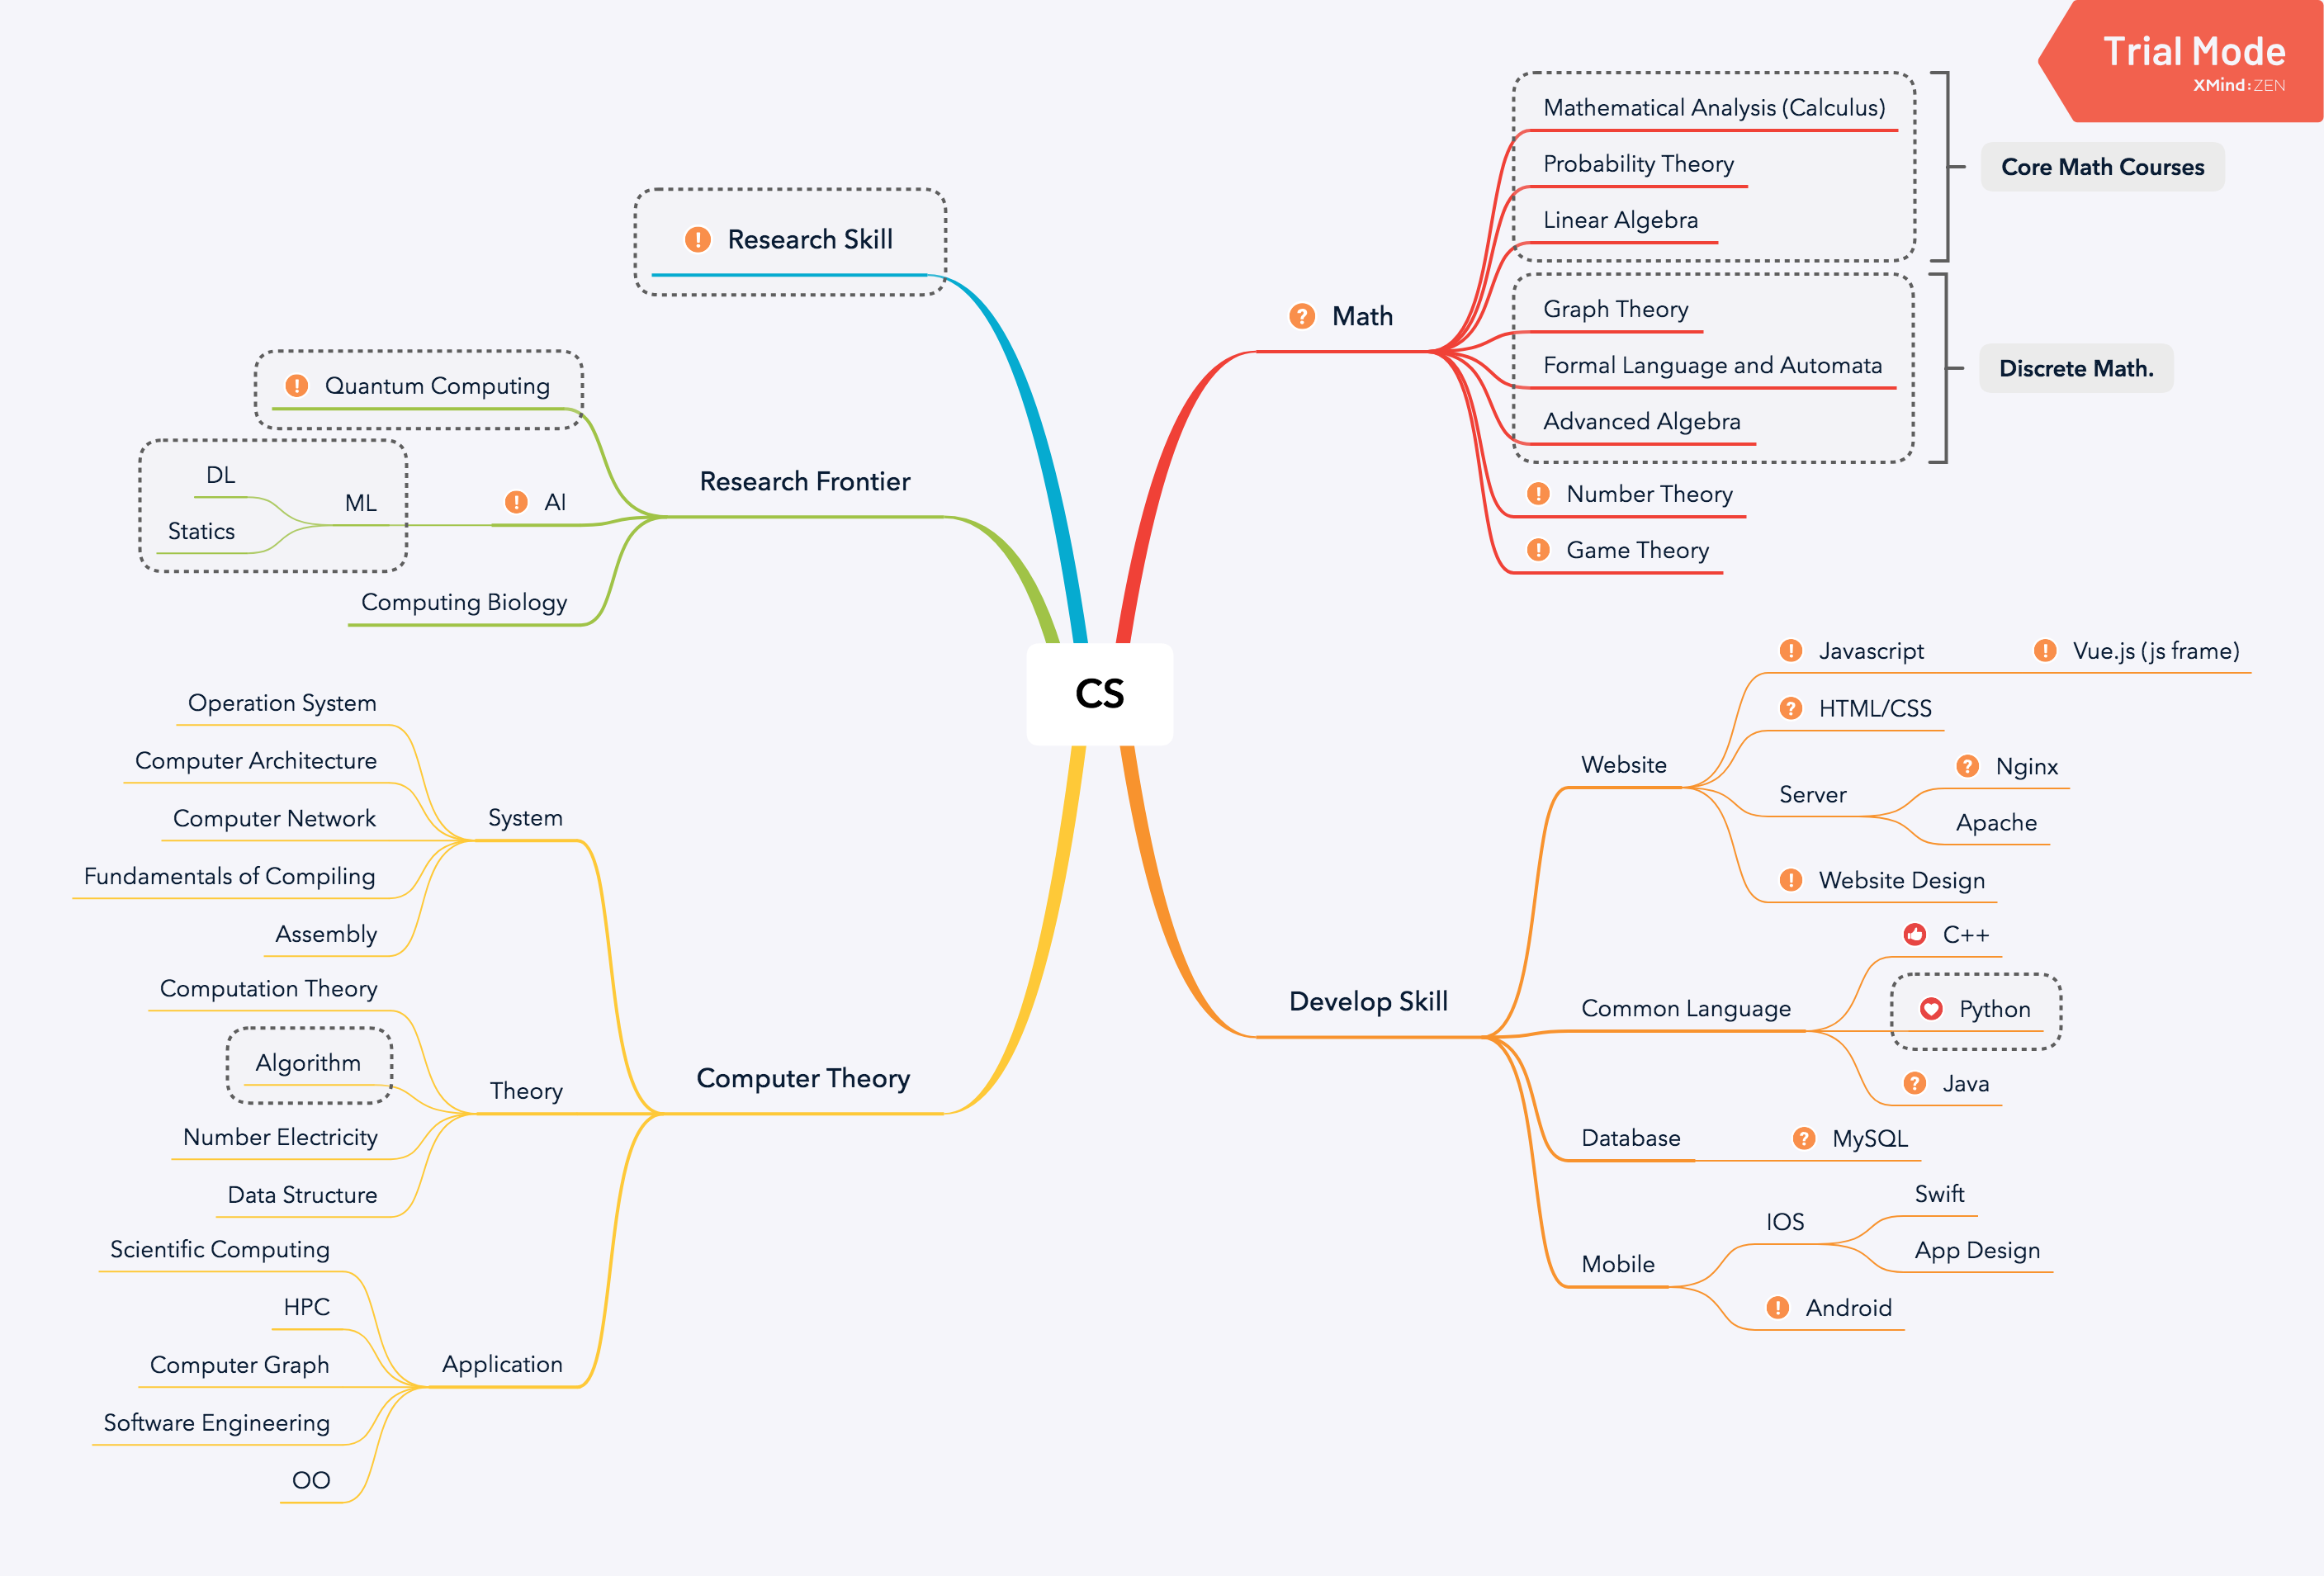 Trial Mode
XMind:ZEN
CS
Math
Mathematical Analysis (Calculus)
Probability Theory
Linear Algebra
Core Math Courses
Graph Theory
Formal Language and Automata
Advanced Algebra
Discrete Math.
Number Theory
Game Theory
Develop Skill
Website
Javascript
Vue.js (js frame)
HTML/CSS
Server
Nginx
Apache
Website Design
Common Language
C++
Python
Java
Database
MySQL
Mobile
IOS
Swift
App Design
Android
Research Skill
Research Frontier
Quantum Computing
AI
ML
DL
Statics
Computing Biology
Computer Theory
System
Operation System
Computer Architecture
Computer Network
Fundamentals of Compiling
Assembly
Theory
Computation Theory
Algorithm
Number Electricity
Data Structure
Application
Scientific Computing
HPC
Computer Graph
Software Engineering
OO